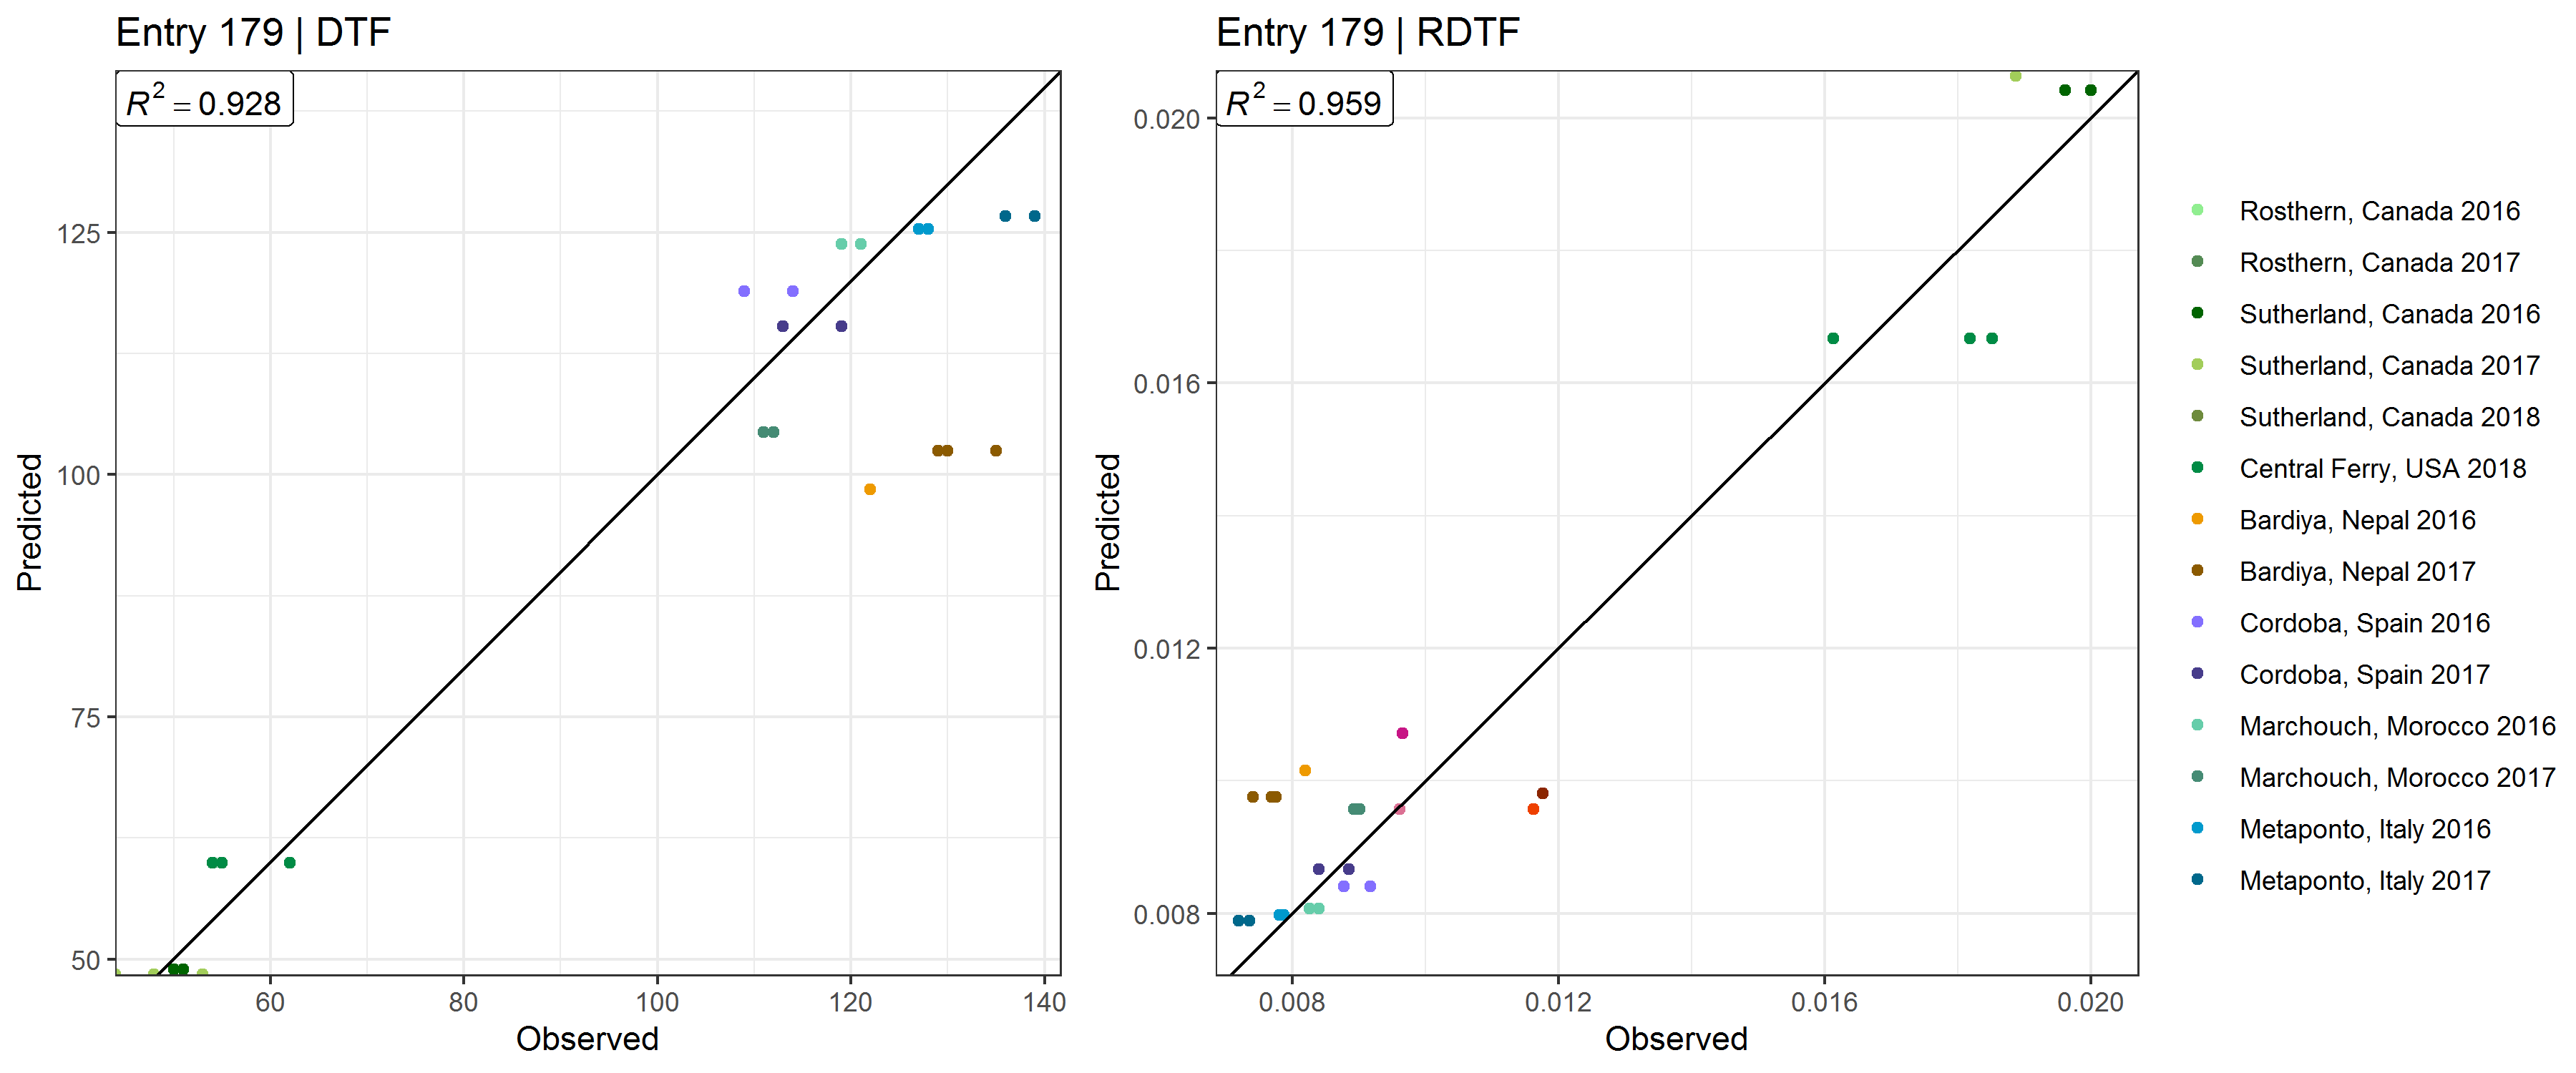 Entry 179 | DTF
R² = 0.928
125
100
75
50
60
80
100
120
140
Observed
Predicted
Entry 179 | RDTF
R² = 0.959
0.020
0.016
0.012
0.008
0.008
0.012
0.016
0.020
Observed
Predicted
Rosthern, Canada 2016
Rosthern, Canada 2017
Sutherland, Canada 2016
Sutherland, Canada 2017
Sutherland, Canada 2018
Central Ferry, USA 2018
Bardiya, Nepal 2016
Bardiya, Nepal 2017
Cordoba, Spain 2016
Cordoba, Spain 2017
Marchouch, Morocco 2016
Marchouch, Morocco 2017
Metaponto, Italy 2016
Metaponto, Italy 2017